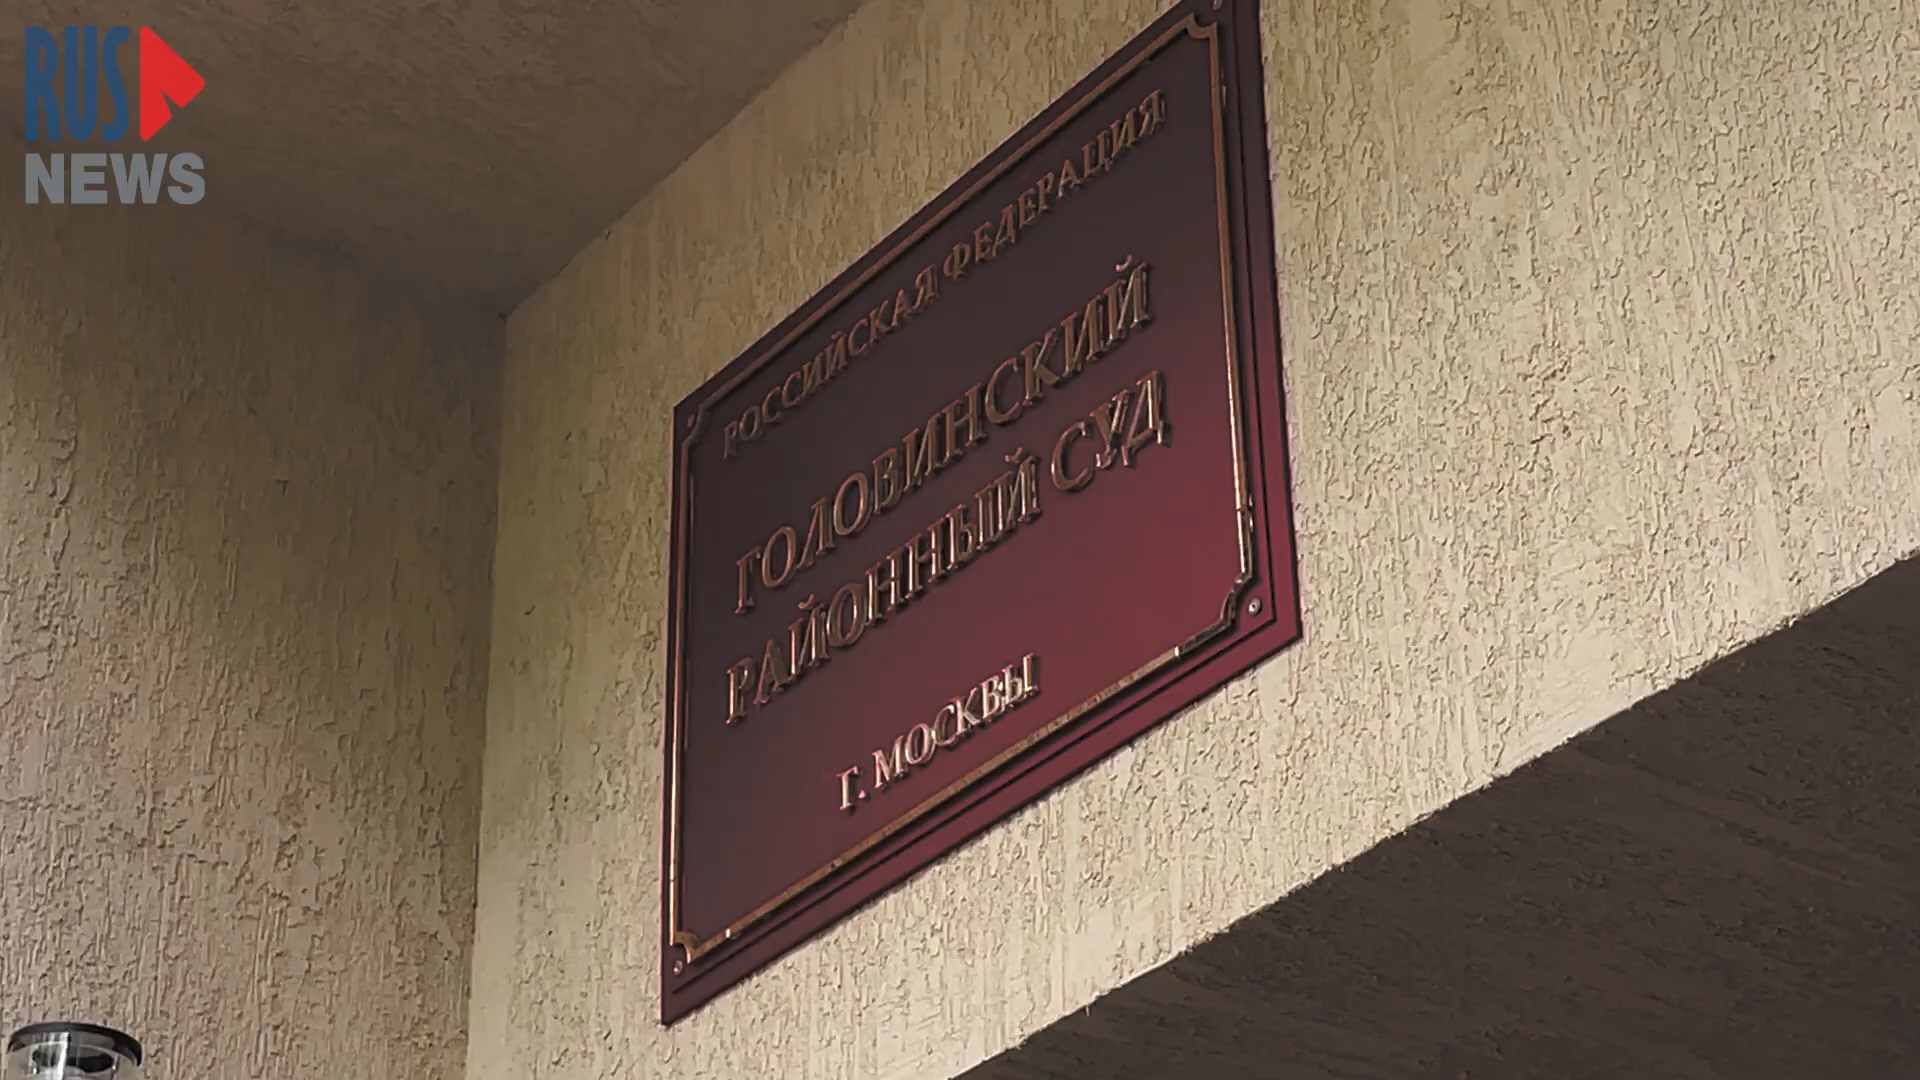 RUS
NEWS
РОССИЙСКАЯ ФЕДЕРАЦИЯ
ГОЛОВИНСКИЙ
РАЙОННЫЙ СУД
Г. МОСКВЫ